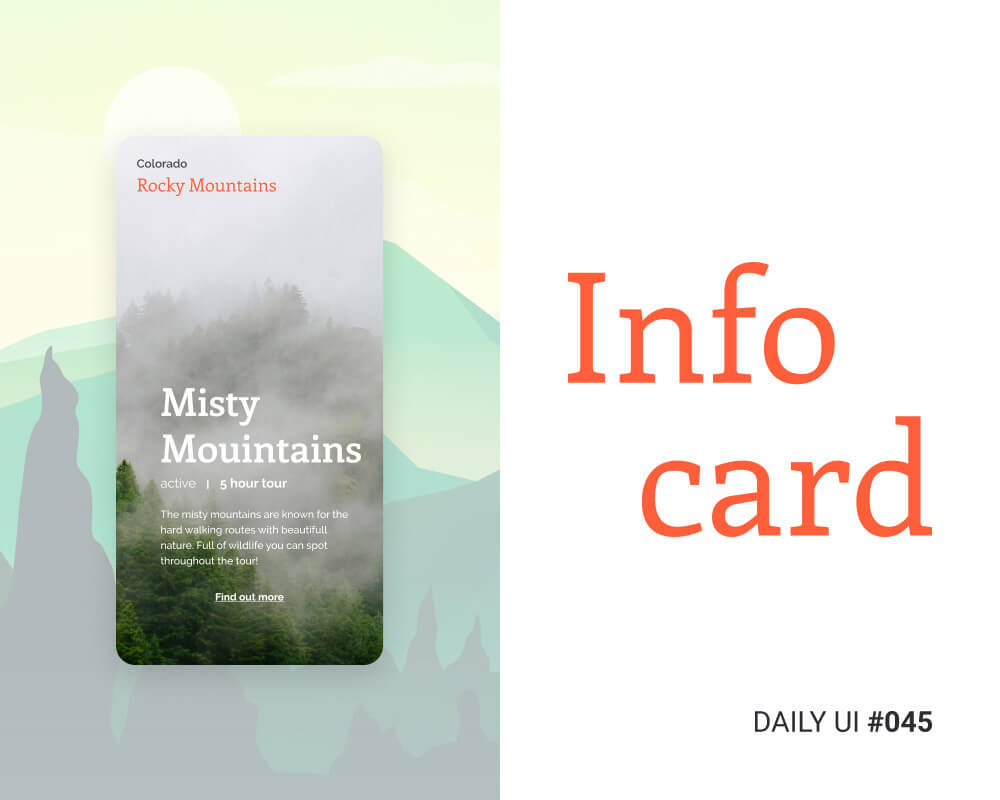 Colorado
Rocky Mountains
Misty
Mouintains
active | 5 hour tour
The misty mountains are known for the
hard walking routes with beautifull
nature. Full of wildlife you can spot
throughout the tour!
Find out more
Info
card
DAILY UI #045